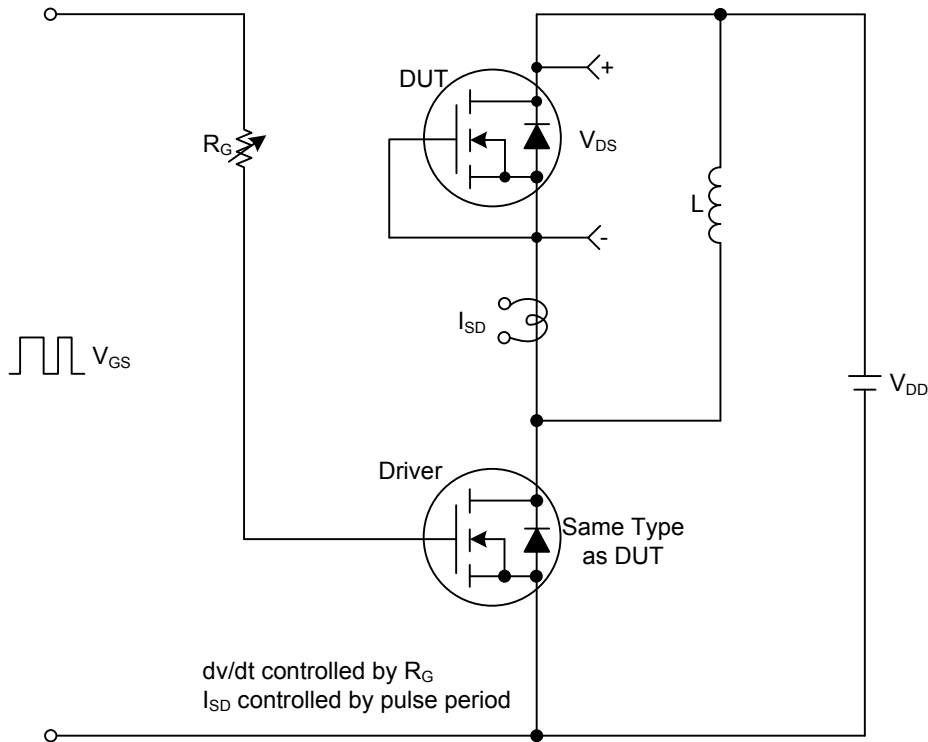 DUT
+
R_G
V_DS
L
-
I_SD
V_GS
V_DD
Driver
Same Type
as DUT
dv/dt controlled by R_G
I_SD controlled by pulse period